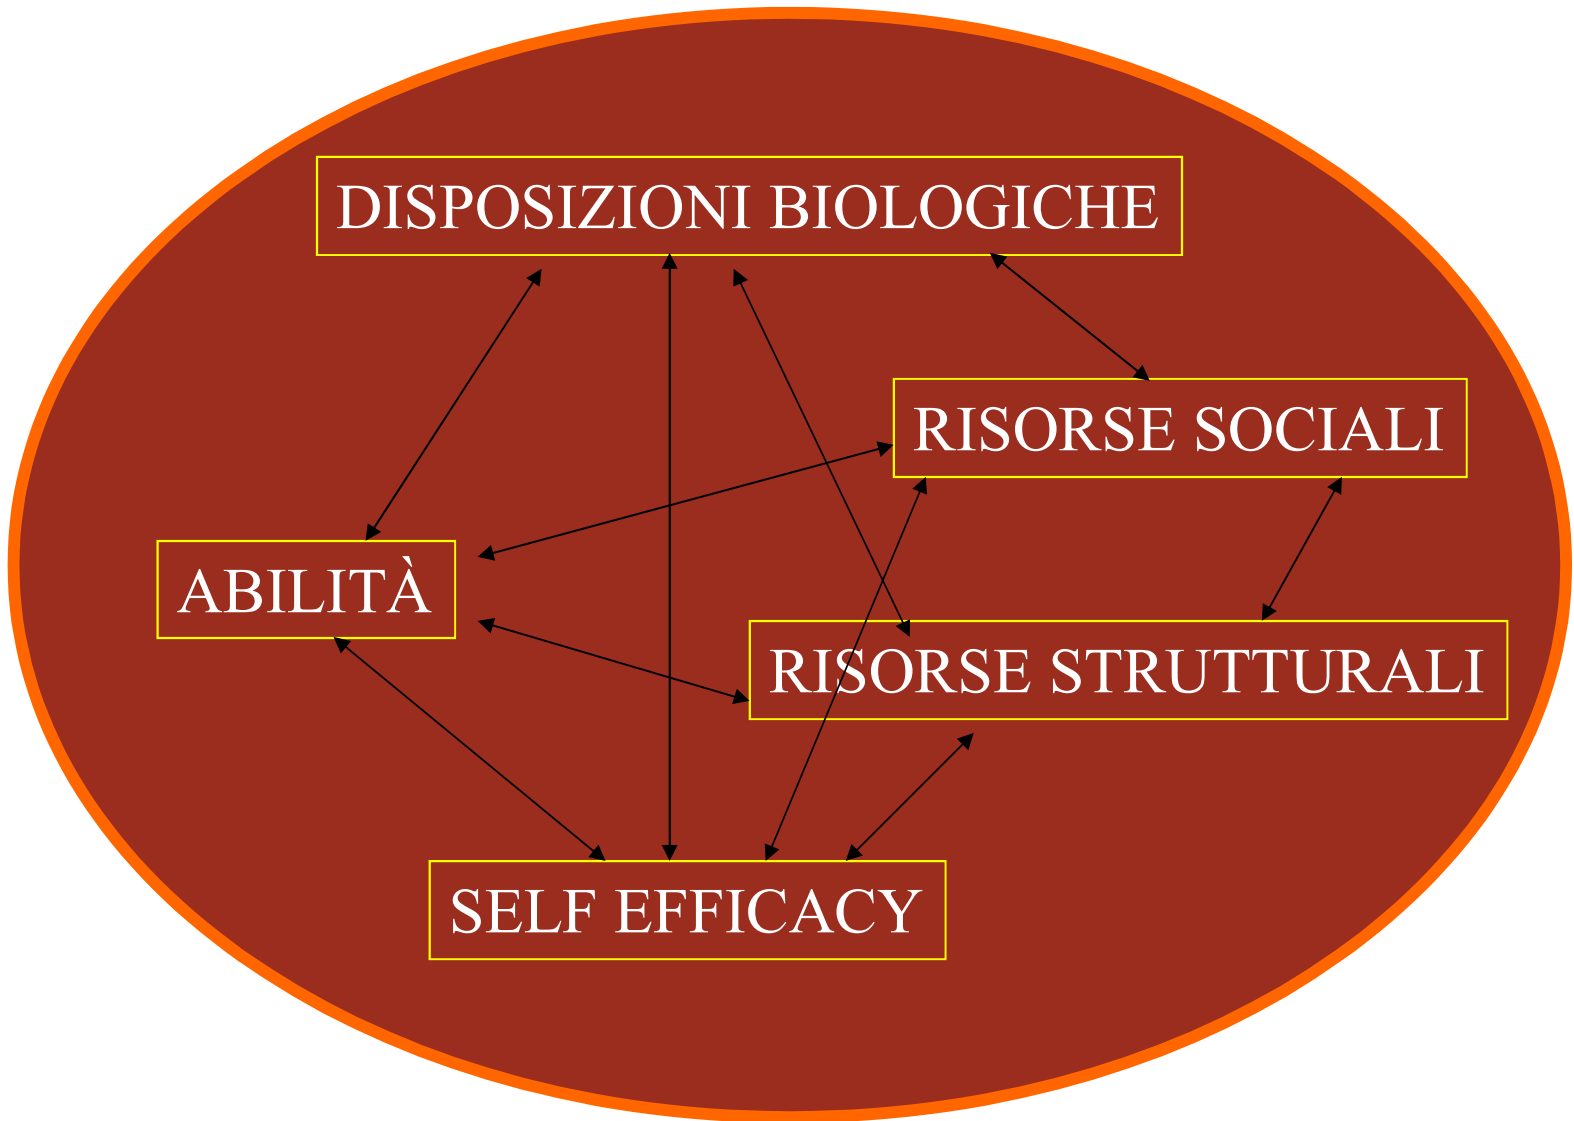 DISPOSIZIONI BIOLOGICHE
RISORSE SOCIALI
ABILITÀ
RISORSE STRUTTURALI
SELF EFFICACY